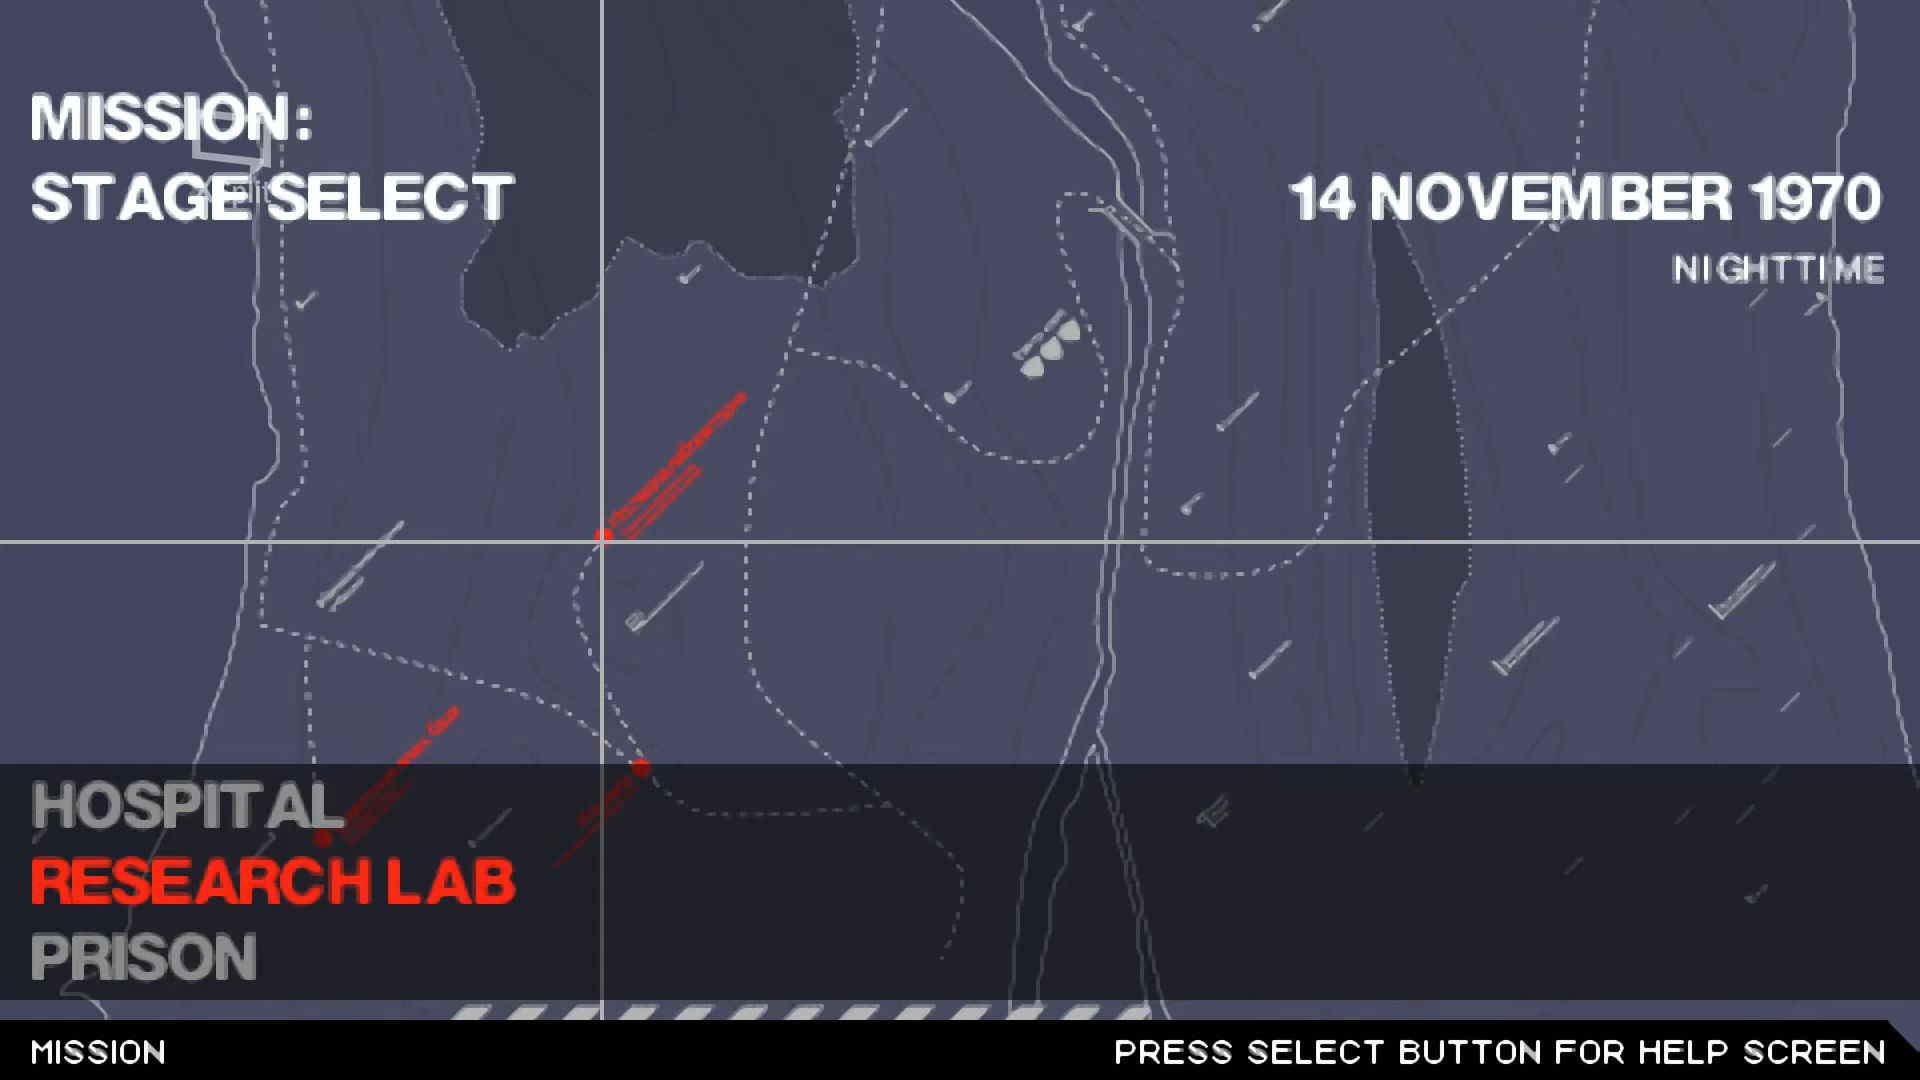 MISSION:
STAGE SELECT
14 NOVEMBER 1970
NIGHTTIME
HOSPITAL
RESEARCH LAB
PRISON
MISSION
PRESS SELECT BUTTON FOR HELP SCREEN